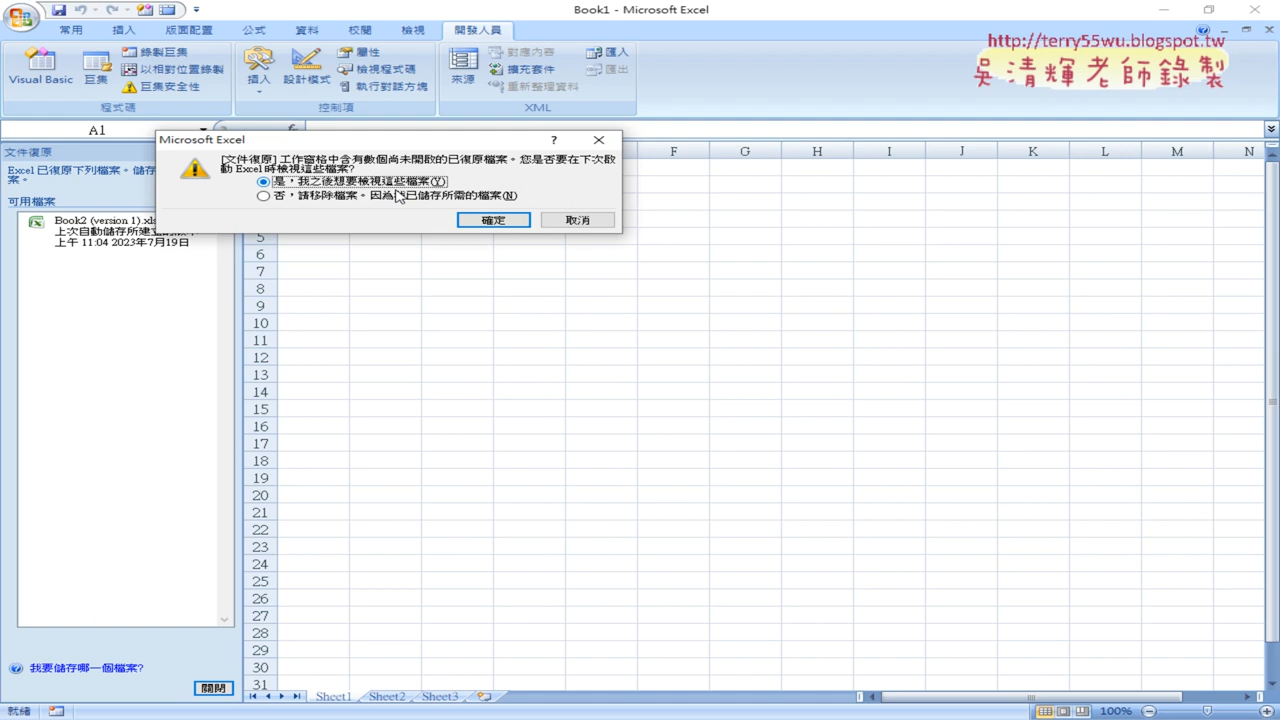 Book1 - Microsoft Excel
常用 插入 版面配置 公式 資料 校閱 檢視 開發人員
http://terry55wu.blogspot.tw
吳清輝老師錄製
Visual Basic 巨集 錄製巨集 以相對位置錄製 巨集安全性
插入 設計模式 屬性 檢視程式碼 執行對話方塊
來源 對應內容 擴充套件 重新整理資料 匯入 匯出
程式碼 控制項 XML
A1
文件復原
Excel 已復原下列檔案。儲存
案。
可用檔案
Book2 (version 1).xls
上次自動儲存所建立的版本
上午 11:04 2023年7月19日
Microsoft Excel
[文件復原] 工作窗格中含有數個尚未開啟的已復原檔案。您是否要在下次啟
動 Excel 時檢視這些檔案?
是，我之後想要檢視這些檔案(Y)
否，請移除檔案。因為我已儲存所需的檔案(N)
確定 取消
F G H I J K L M N
5
6
7
8
9
10
11
12
13
14
15
16
17
18
19
20
21
22
23
24
25
26
27
28
29
30
31
我要儲存哪一個檔案?
關閉
Sheet1 Sheet2 Sheet3
就緒 100%